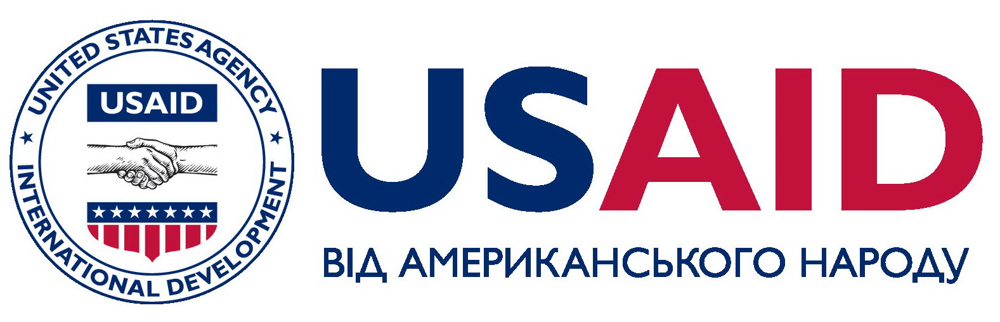 UNITED STATES AGENCY
USAID
INTERNATIONAL DEVELOPMENT
USAID
ВІД АМЕРИКАНСЬКОГО НАРОДУ